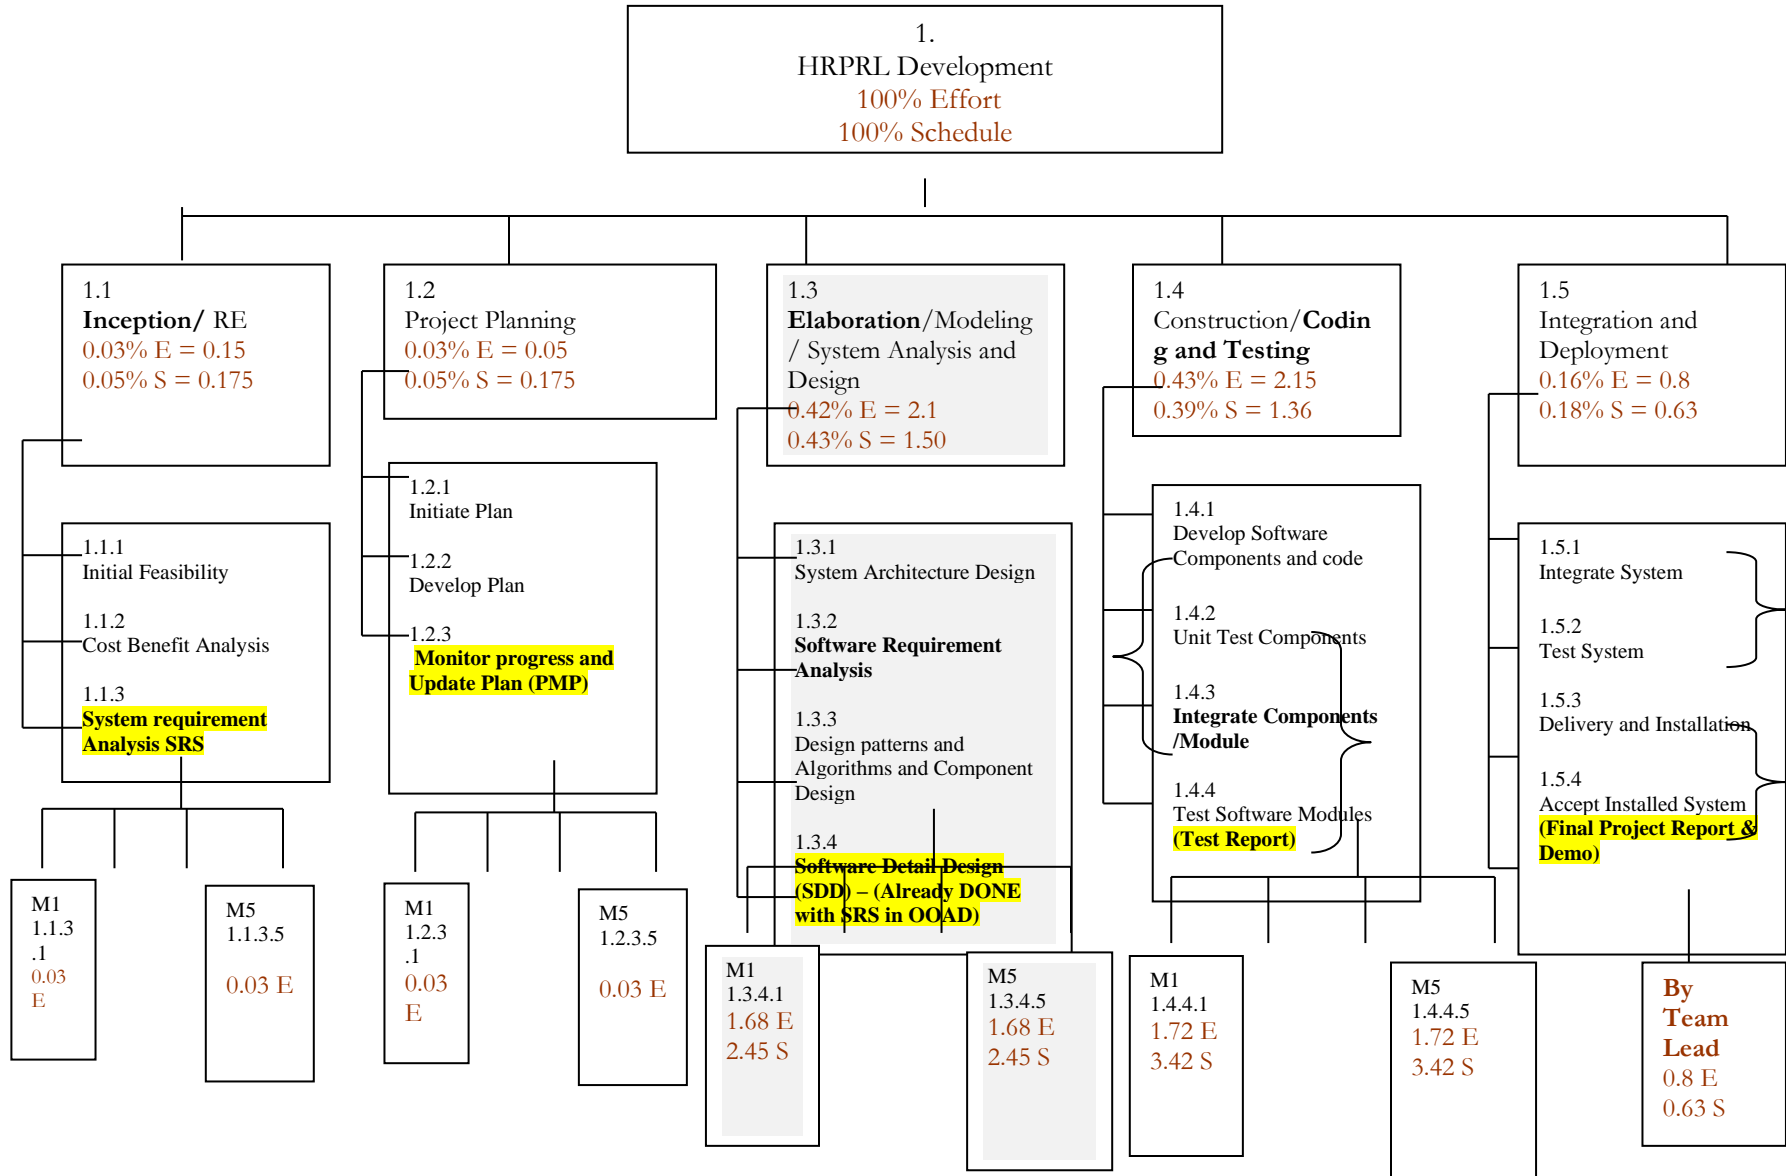 1.
HRPRL Development
100% Effort
100% Schedule
1.1
Inception/ RE
0.03% E = 0.15
0.05% S = 0.175
1.2
Project Planning
0.03% E = 0.05
0.05% S = 0.175
1.3
Elaboration/Modeling
/ System Analysis and
Design
0.42% E = 2.1
0.43% S = 1.50
1.4
Construction/Codin
g and Testing
0.43% E = 2.15
0.39% S = 1.36
1.5
Integration and
Deployment
0.16% E = 0.8
0.18% S = 0.63
1.1.1
Initial Feasibility
1.1.2
Cost Benefit Analysis
1.1.3
System requirement
Analysis SRS
1.2.1
Initiate Plan
1.2.2
Develop Plan
1.2.3
Monitor progress and
Update Plan (PMP)
1.3.1
System Architecture Design
1.3.2
Software Requirement
Analysis
1.3.3
Design patterns and
Algorithms and Component
Design
1.3.4
Software Detail Design
(SDD) – (Already DONE
with SRS in OOAD)
1.4.1
Develop Software
Components and code
1.4.2
Unit Test Components
1.4.3
Integrate Components
/Module
1.4.4
Test Software Modules
(Test Report)
1.5.1
Integrate System
1.5.2
Test System
1.5.3
Delivery and Installation
1.5.4
Accept Installed System
(Final Project Report &
Demo)
M1
1.1.3
.1
0.03
E
M5
1.1.3.5
0.03 E
M1
1.2.3
.1
0.03
E
M5
1.2.3.5
0.03 E
M1
1.3.4.1
1.68 E
2.45 S
M5
1.3.4.5
1.68 E
2.45 S
M1
1.4.4.1
1.72 E
3.42 S
M5
1.4.4.5
1.72 E
3.42 S
By
Team
Lead
0.8 E
0.63 S